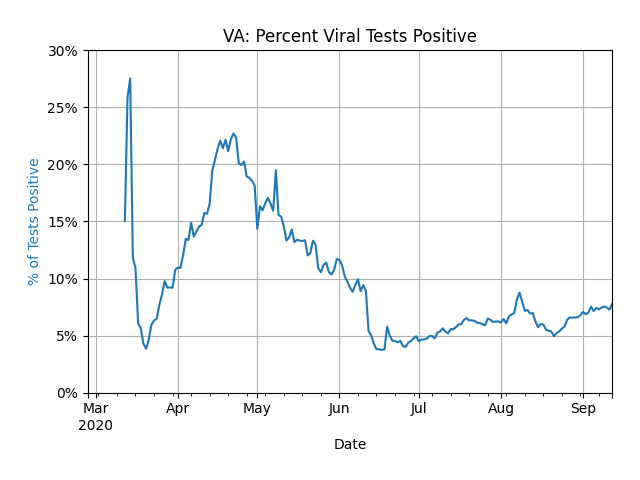 VA: Percent Viral Tests Positive
30%
25%
20%
15%
10%
5%
0%
% of Tests Positive
Mar Apr May Jun Jul Aug Sep
2020
Date